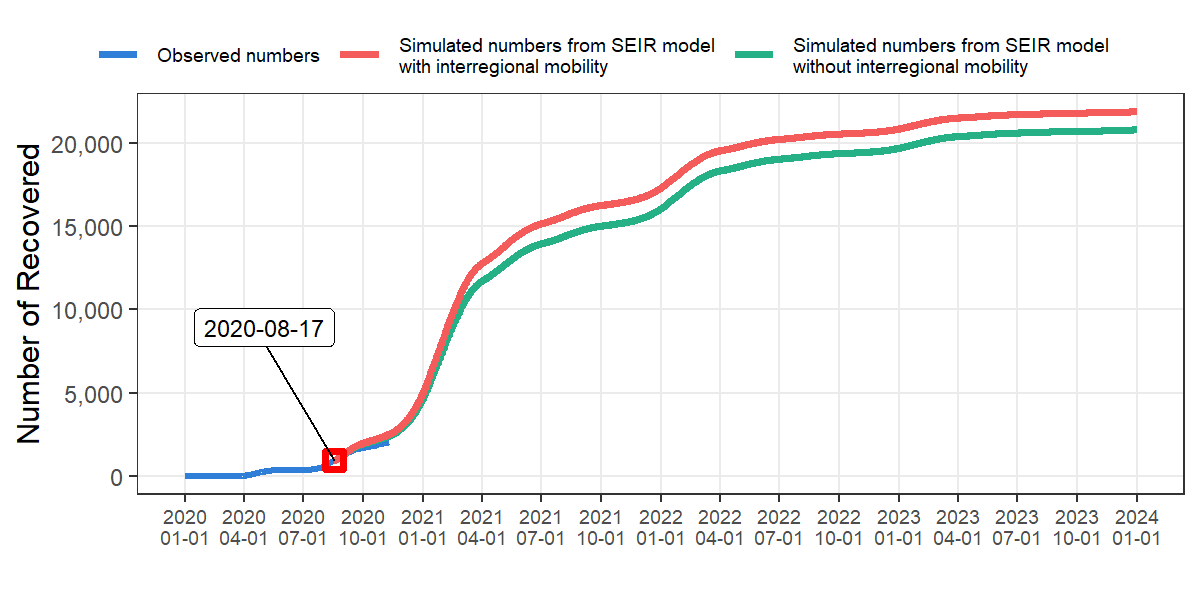 Observed numbers
Simulated numbers from SEIR model
with interregional mobility
Simulated numbers from SEIR model
without interregional mobility
Number of Recovered
20,000
15,000
10,000
5,000
0
2020-08-17
2020 2020 2020 2020 2021 2021 2021 2021 2022 2022 2022 2022 2023 2023 2023 2023 2024
01-01 04-01 07-01 10-01 01-01 04-01 07-01 10-01 01-01 04-01 07-01 10-01 01-01 04-01 07-01 10-01 01-01